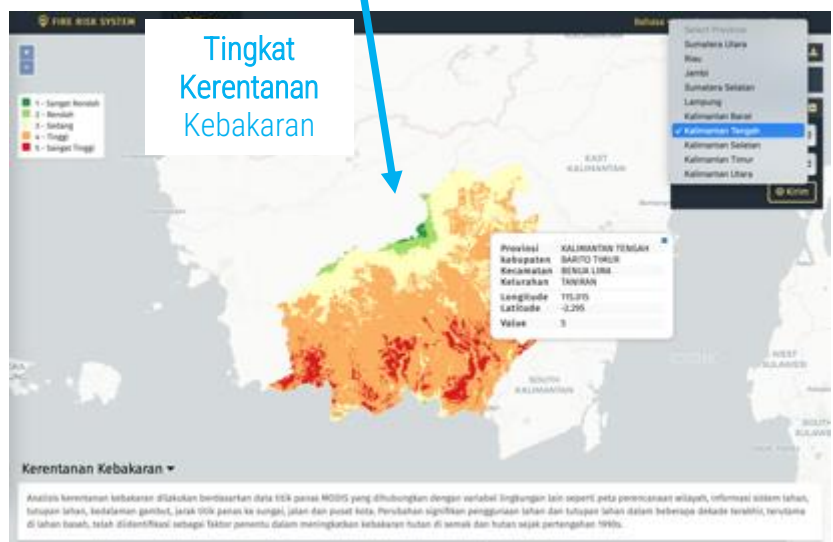 FIRE RISK SYSTEM
Bahasa
Tingkat
Kerentanan
Kebakaran
1 - Sangat Rendah
2 - Rendah
3 - Sedang
4 - Tinggi
5 - Sangat Tinggi
Select Province
Sumatera Utara
Riau
Jambi
Sumatera Selatan
Lampung
Kalimantan Barat
✓ Kalimantan Tengah
Kalimantan Selatan
Kalimantan Timur
Kalimantan Utara
Kirim
EAST
KALIMANTAN
Provinsi KALIMANTAN TENGAH
Kabupaten BARITO TIMUR
Kecamatan BENUA LIMA
Kelurahan TANIRAN
Longitude 115.015
Latitude -2.295
Value 5
SOUTH
KALIMANTAN
WEST
SULAWESI
SOUTH
Kerentanan Kebakaran
Analisis kerentanan kebakaran dilakukan berdasarkan data titik panas MODIS yang dihubungkan dengan variabel lingkungan lain seperti peta perencanaan wilayah, informasi sistem lahan,
tutupan lahan, kedalaman gambut, jarak titik panas ke sungai, jalan dan pusat kota. Perubahan signifikan penggunaan lahan dan tutupan lahan dalam beberapa dekade terakhir, terutama
di lahan basah, telah diidentifikasi sebagai faktor penentu dalam meningkatkan kebakaran hutan di semak dan hutan sejak pertengahan 1990s.